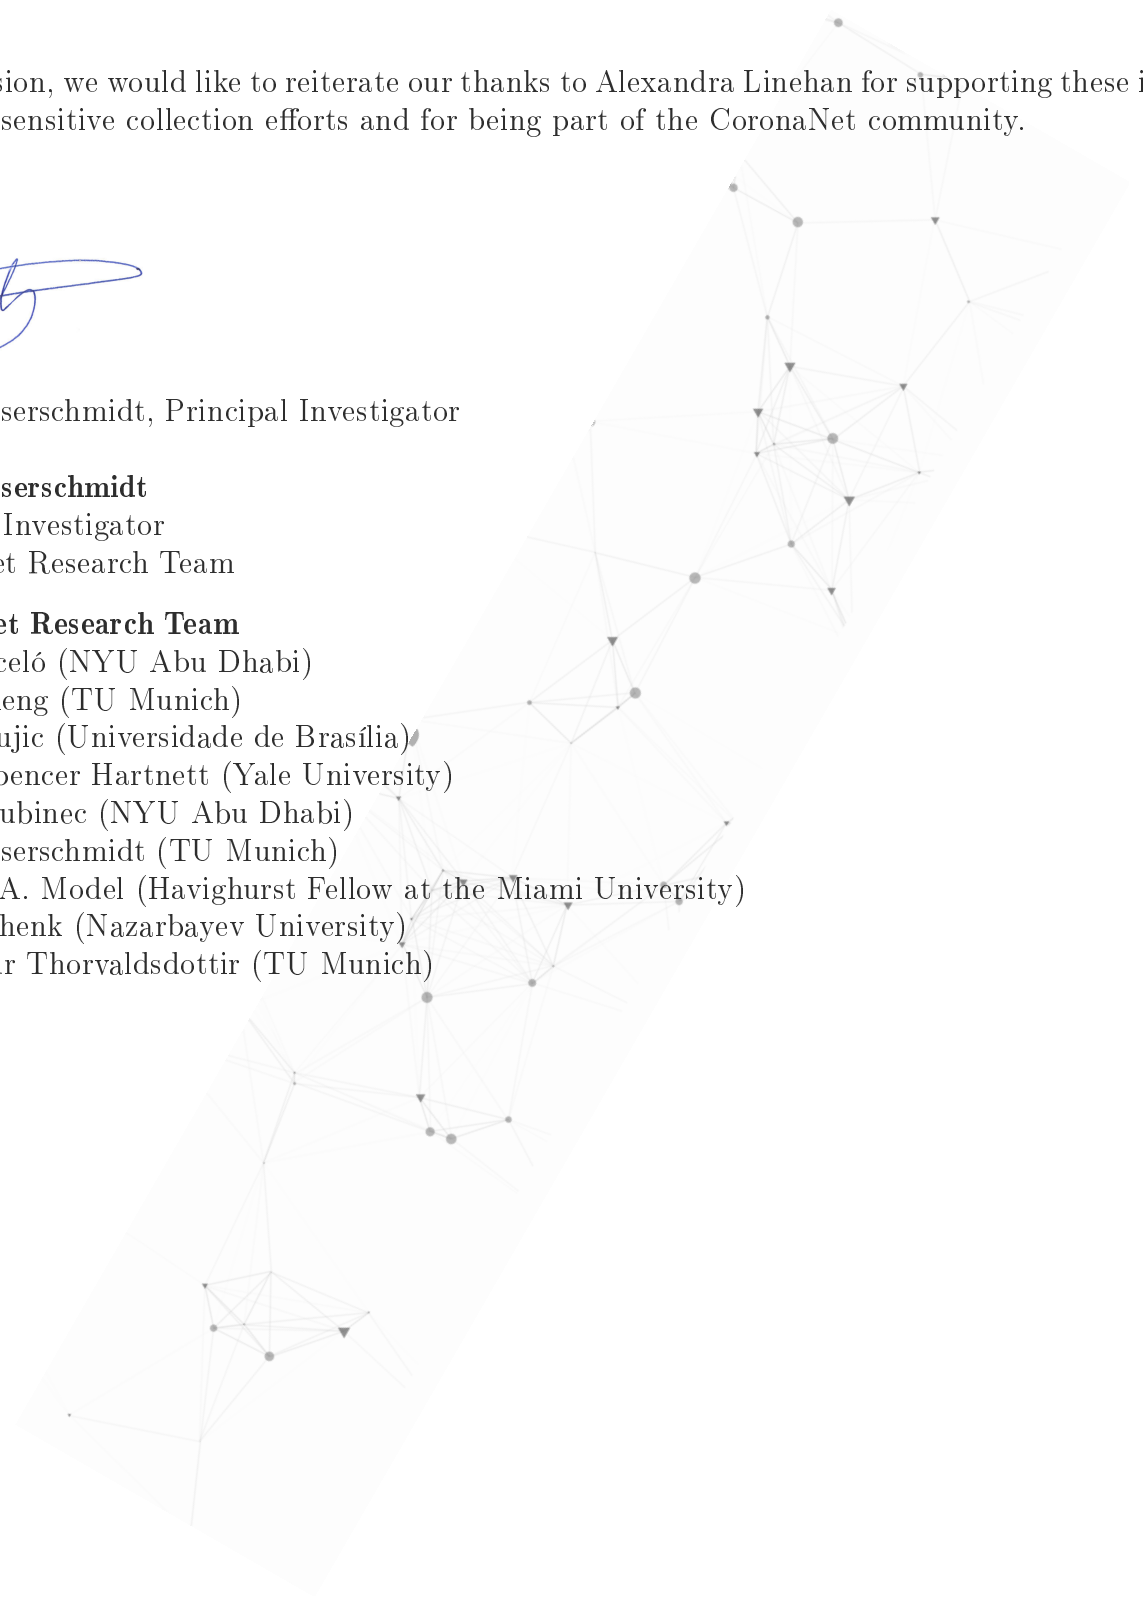 sion, we would like to reiterate our thanks to Alexandra Linehan for supporting these i
sensitive collection efforts and for being part of the CoronaNet community.
serschmidt, Principal Investigator
serschmidt
Investigator
et Research Team
et Research Team
celó (NYU Abu Dhabi)
eng (TU Munich)
ujic (Universidade de Brasília)
pencer Hartnett (Yale University)
ubinec (NYU Abu Dhabi)
serschmidt (TU Munich)
A. Model (Havighurst Fellow at the Miami University)
henk (Nazarbayev University)
r Thorvaldsdottir (TU Munich)